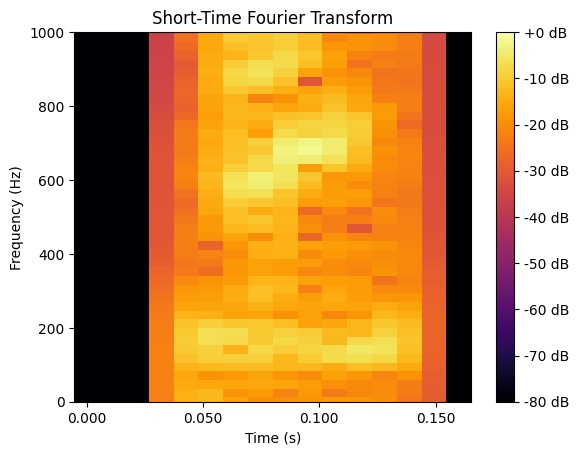 Short-Time Fourier Transform
1000
800
600
400
200
0
Frequency (Hz)
0.000
0.050
0.100
0.150
Time (s)
+0 dB
-10 dB
-20 dB
-30 dB
-40 dB
-50 dB
-60 dB
-70 dB
-80 dB